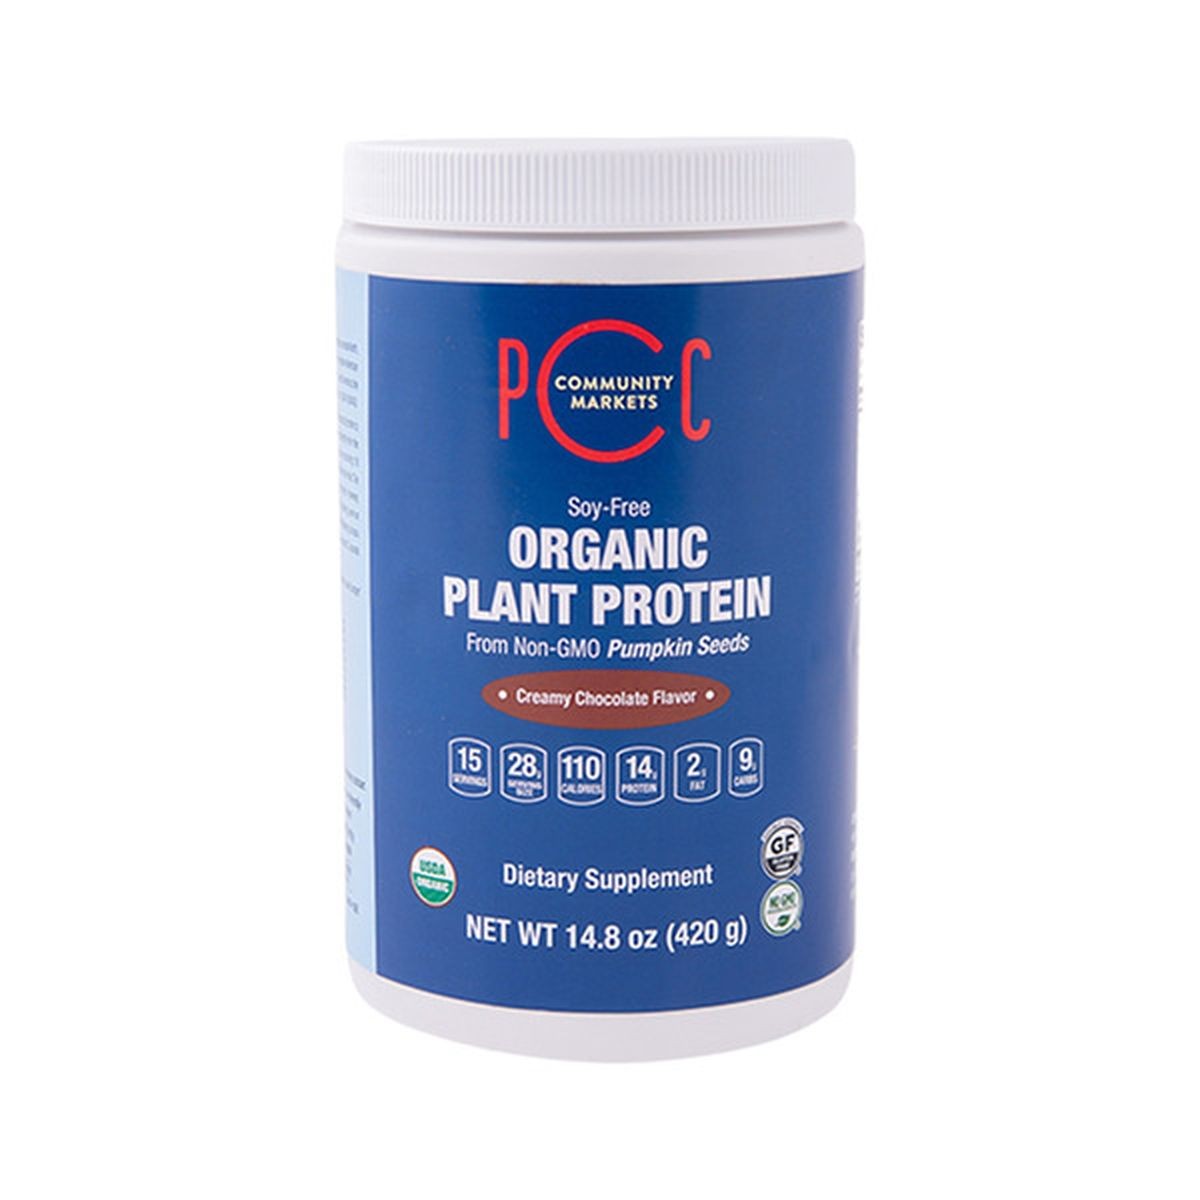 P C C
COMMUNITY
MARKETS
Soy-Free
ORGANIC
PLANT PROTEIN
From Non-GMO Pumpkin Seeds
• Creamy Chocolate Flavor •
15 28g 110 14g 2g 9g
SERVINGS SERVING SIZE CALORIES PROTEIN FAT CARBS
USDA
ORGANIC
GF
NO GMO
Dietary Supplement
NET WT 14.8 oz (420 g)